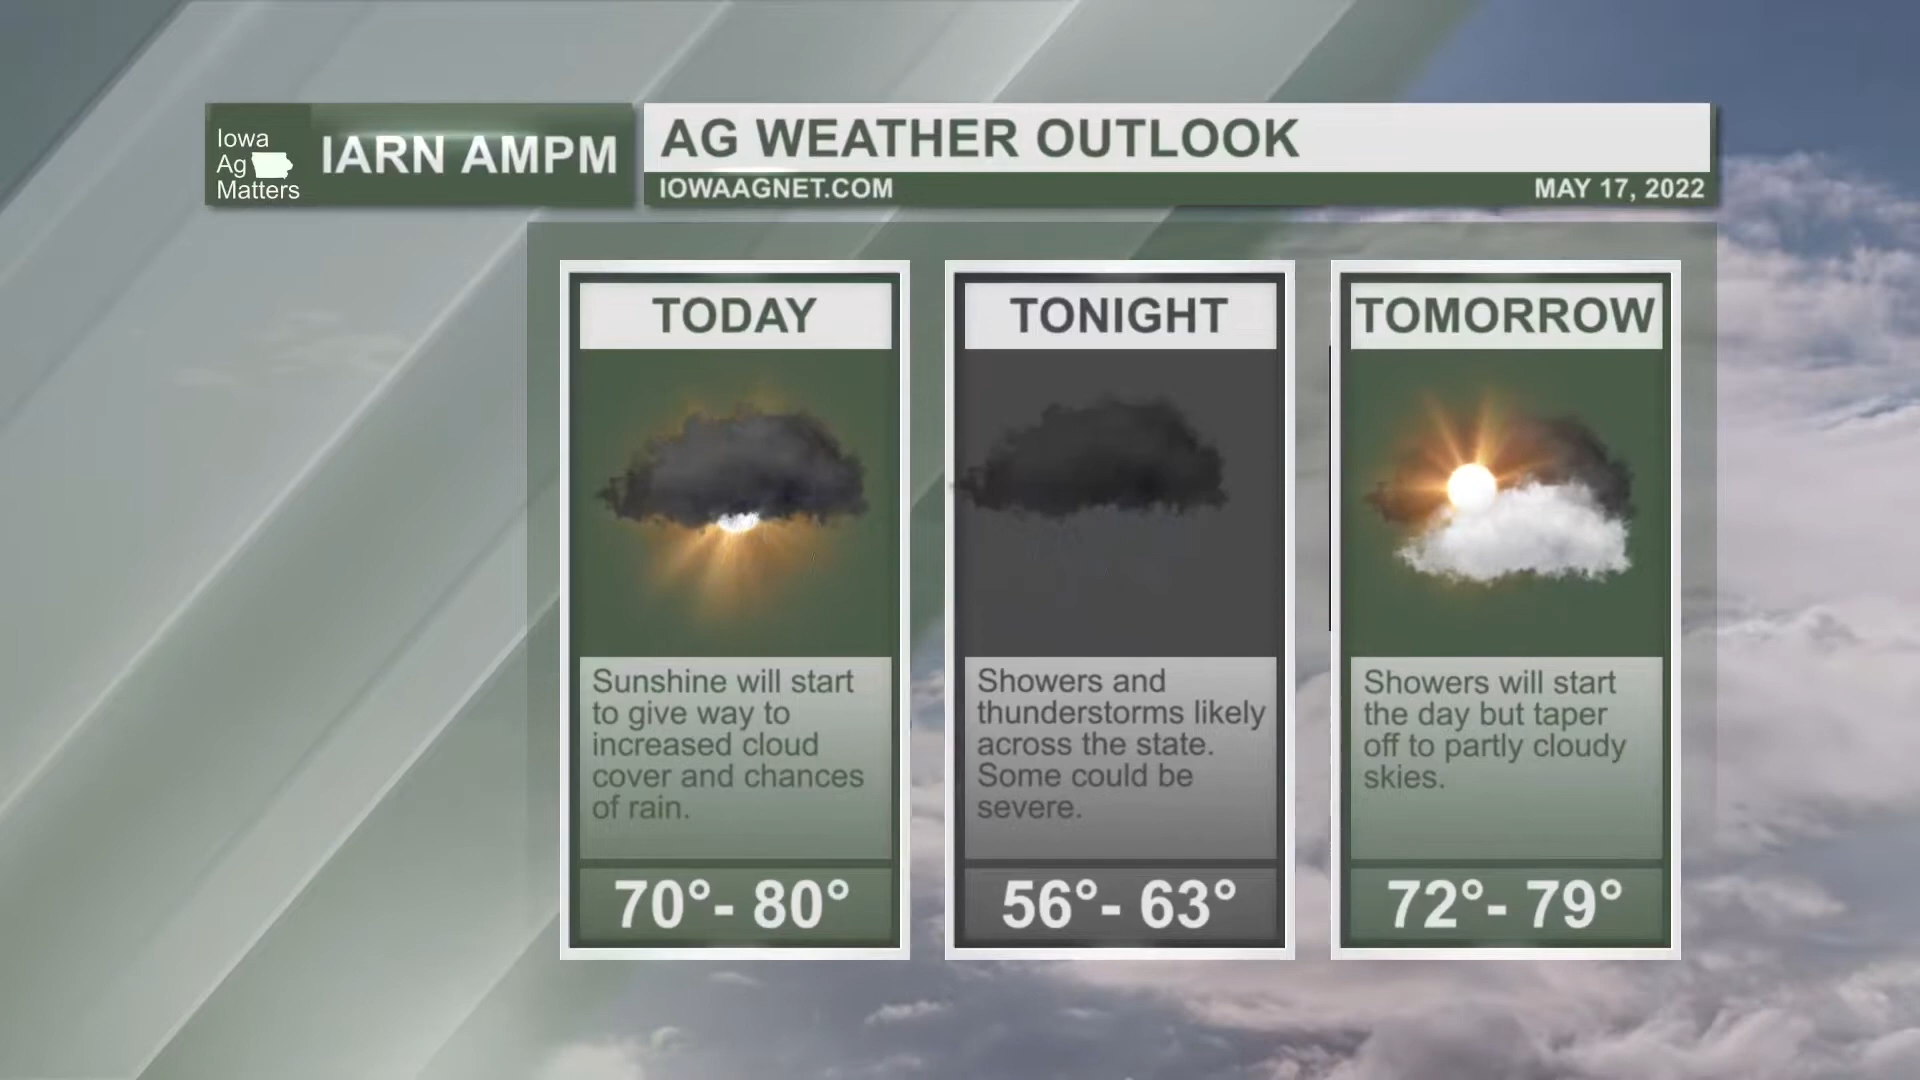 Iowa
Ag
Matters
IARN AMPM
AG WEATHER OUTLOOK
IOWAAGNET.COM
MAY 17, 2022
TODAY
Sunshine will start
to give way to
increased cloud
cover and chances
of rain.
70°- 80°
TONIGHT
Showers and
thunderstorms likely
across the state.
Some could be
severe.
56°- 63°
TOMORROW
Showers will start
the day but taper
off to partly cloudy
skies.
72°- 79°